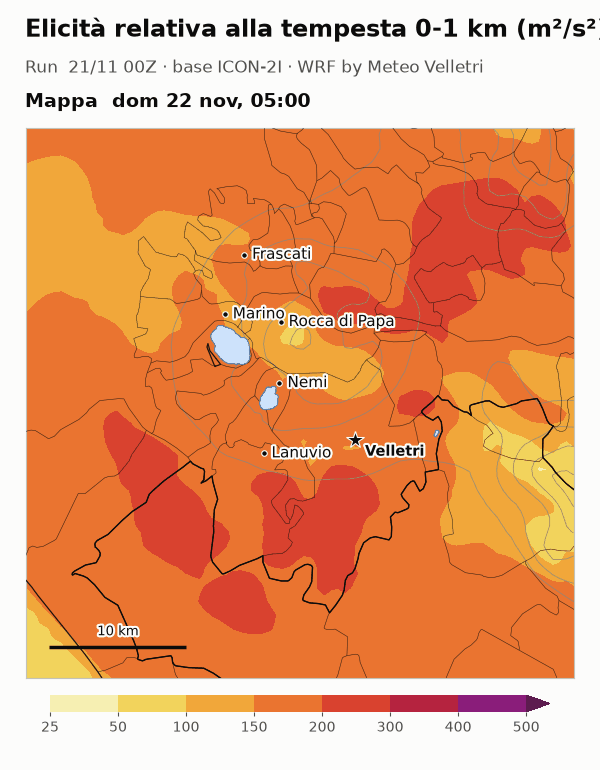 Elicità relativa alla tempesta 0-1 km (m²/s²)
Run  21/11 00Z · base ICON-2I · WRF by Meteo Velletri
Mappa  dom 22 nov, 05:00
Frascati
Marino
Rocca di Papa
Nemi
Lanuvio
Velletri
10 km
25 50 100 150 200 300 400 500